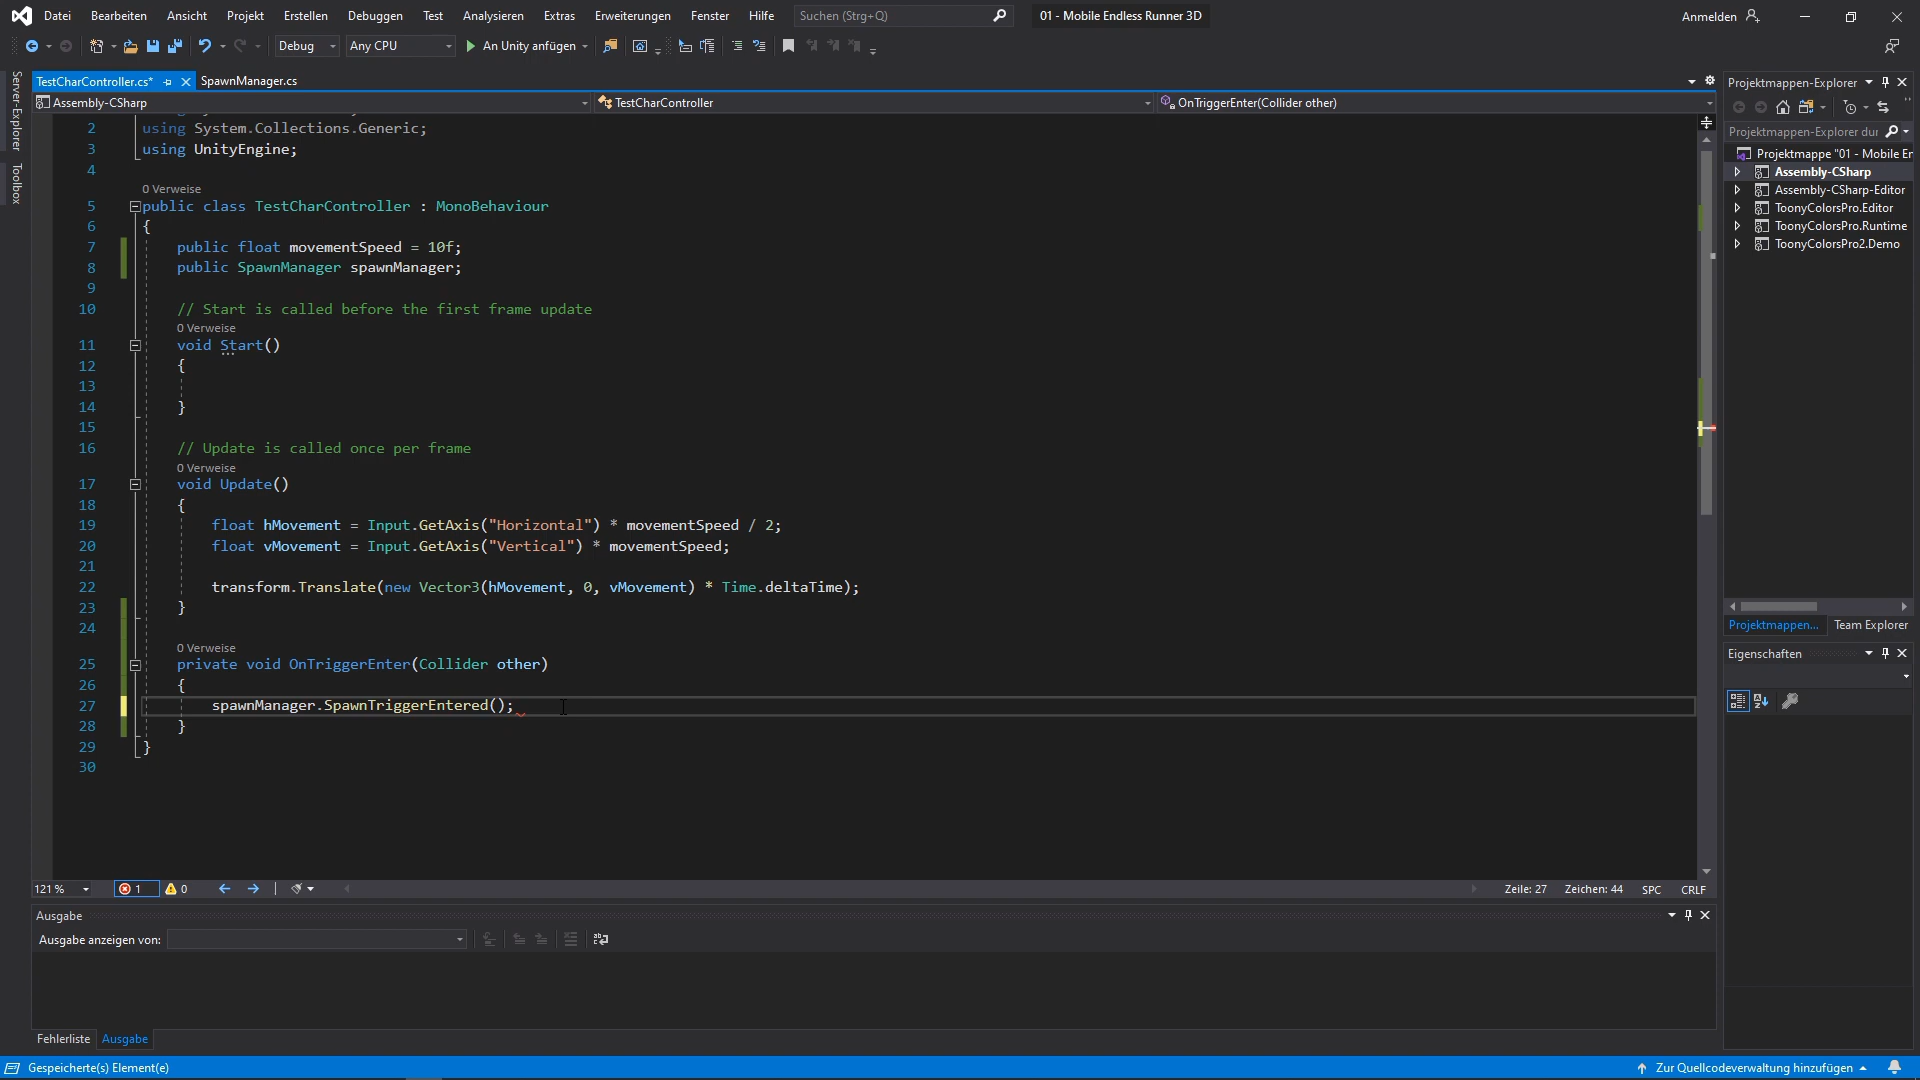 Datei Bearbeiten Ansicht Projekt Erstellen Debuggen Test Analysieren Extras Erweiterungen Fenster Hilfe Suchen (Strg+Q) 01 - Mobile Endless Runner 3D Anmelden
Debug Any CPU An Unity anfügen
Server-Explorer
Toolbox
TestCharController.cs* SpawnManager.cs
Assembly-CSharp TestCharController OnTriggerEnter(Collider other)
2 using System.Collections.Generic;
3 using UnityEngine;
4
0 Verweise
5 public class TestCharController : MonoBehaviour
6 {
7 public float movementSpeed = 10f;
8 public SpawnManager spawnManager;
9
10 // Start is called before the first frame update
0 Verweise
11 void Start()
12 {
13
14 }
15
16 // Update is called once per frame
0 Verweise
17 void Update()
18 {
19 float hMovement = Input.GetAxis("Horizontal") * movementSpeed / 2;
20 float vMovement = Input.GetAxis("Vertical") * movementSpeed;
21
22 transform.Translate(new Vector3(hMovement, 0, vMovement) * Time.deltaTime);
23 }
24
0 Verweise
25 private void OnTriggerEnter(Collider other)
26 {
27 spawnManager.SpawnTriggerEntered();
28 }
29 }
30
121 % 1 0 Zeile: 27 Zeichen: 44 SPC CRLF
Ausgabe
Ausgabe anzeigen von:
Fehlerliste Ausgabe
Gespeicherte(s) Element(e) Zur Quellcodeverwaltung hinzufügen
Projektmappen-Explorer
Projektmappen-Explorer dur
Projektmappe "01 - Mobile En
Assembly-CSharp
Assembly-CSharp-Editor
ToonyColorsPro.Editor
ToonyColorsPro.Runtime
ToonyColorsPro2.Demo
Projektmappen... Team Explorer
Eigenschaften